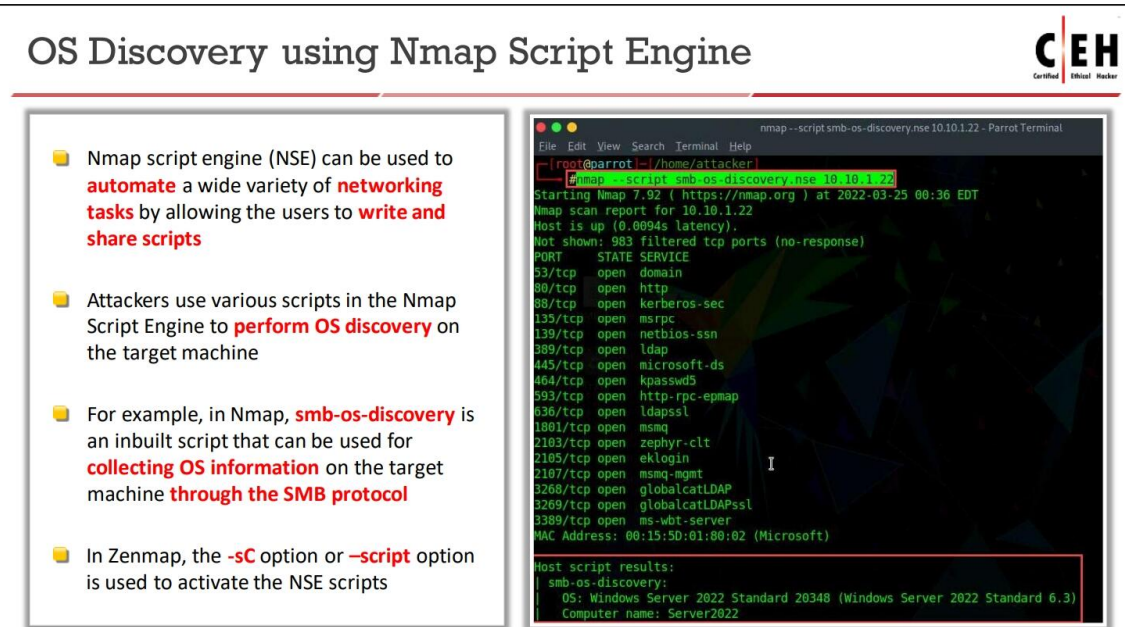 OS Discovery using Nmap Script Engine
CEH
Certified Ethical Hacker
Nmap script engine (NSE) can be used to
automate a wide variety of networking
tasks by allowing the users to write and
share scripts
Attackers use various scripts in the Nmap
Script Engine to perform OS discovery on
the target machine
For example, in Nmap, smb-os-discovery is
an inbuilt script that can be used for
collecting OS information on the target
machine through the SMB protocol
In Zenmap, the -sC option or –script option
is used to activate the NSE scripts
nmap --script smb-os-discovery.nse 10.10.1.22 - Parrot Terminal
File Edit View Search Terminal Help
[root@parrot]-[/home/attacker]
#nmap --script smb-os-discovery.nse 10.10.1.22
Starting Nmap 7.92 ( https://nmap.org ) at 2022-03-25 00:36 EDT
Nmap scan report for 10.10.1.22
Host is up (0.0094s latency).
Not shown: 983 filtered tcp ports (no-response)
PORT STATE SERVICE
53/tcp open domain
80/tcp open http
88/tcp open kerberos-sec
135/tcp open msrpc
139/tcp open netbios-ssn
389/tcp open ldap
445/tcp open microsoft-ds
464/tcp open kpasswd5
593/tcp open http-rpc-epmap
636/tcp open ldapssl
1801/tcp open msmq
2103/tcp open zephyr-clt
2105/tcp open eklogin
2107/tcp open msmq-mgmt
3268/tcp open globalcatLDAP
3269/tcp open globalcatLDAPssl
3389/tcp open ms-wbt-server
MAC Address: 00:15:5D:01:80:02 (Microsoft)
Host script results:
| smb-os-discovery:
| OS: Windows Server 2022 Standard 20348 (Windows Server 2022 Standard 6.3)
| Computer name: Server2022